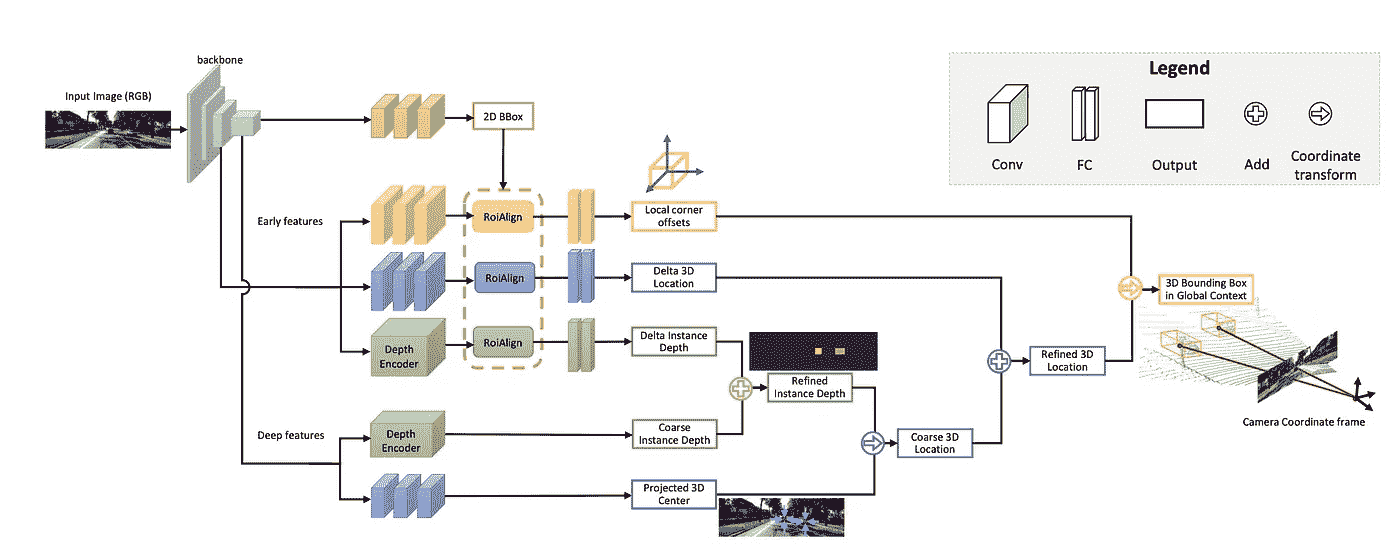 backbone
Input Image (RGB)
2D BBox
Legend
Conv
FC
Output
Add
Coordinate
transform
Early features
RoiAlign
Local corner
offsets
RoiAlign
Delta 3D
Location
3D Bounding Box
in Global Context
Depth
Encoder
RoiAlign
Delta Instance
Depth
Refined
Instance Depth
Refined 3D
Location
Deep features
Depth
Encoder
Coarse
Instance Depth
Coarse 3D
Location
Camera Coordinate frame
Projected 3D
Center